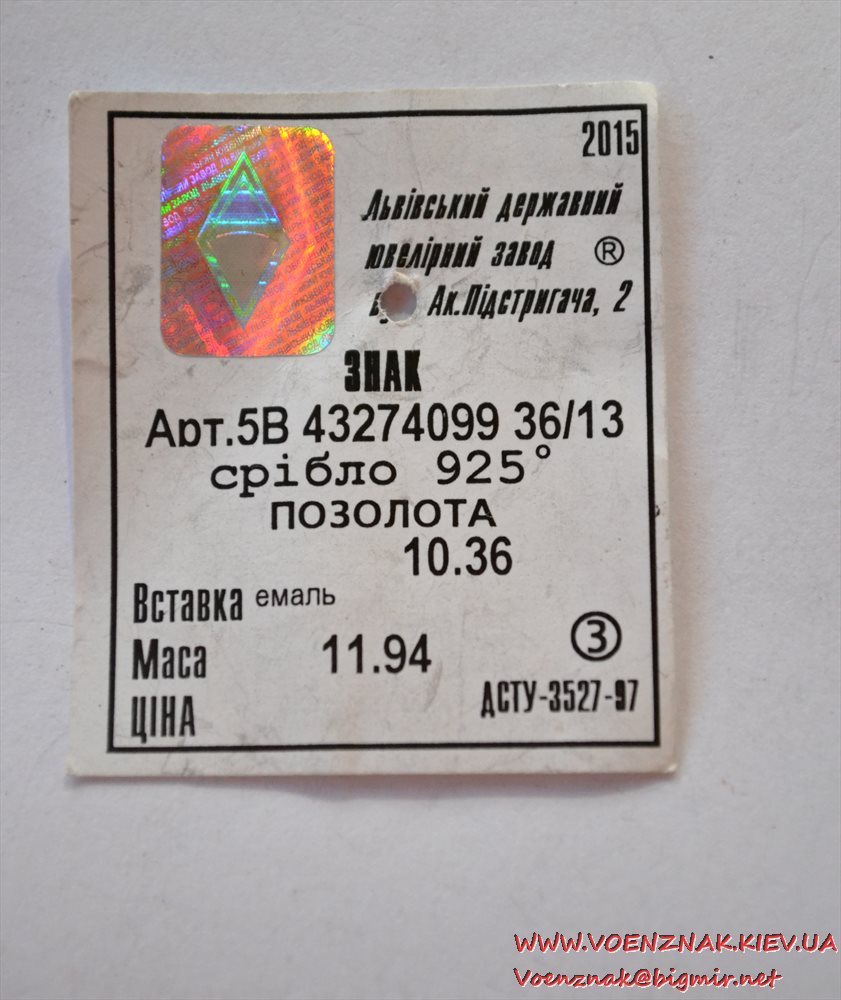 2015
Львівський державний
ювелірний завод ®
Ак.Підстригача, 2
ЗНАК
Арт.5В 43274099 36/13
срібло 925°
ПОЗОЛОТА
10.36
Вставка емаль
Маса 11.94 3
ЦІНА ДСТУ-3527-97
WWW.VOENZNAK.KIEV.UA
Voenznak@bigmir.net